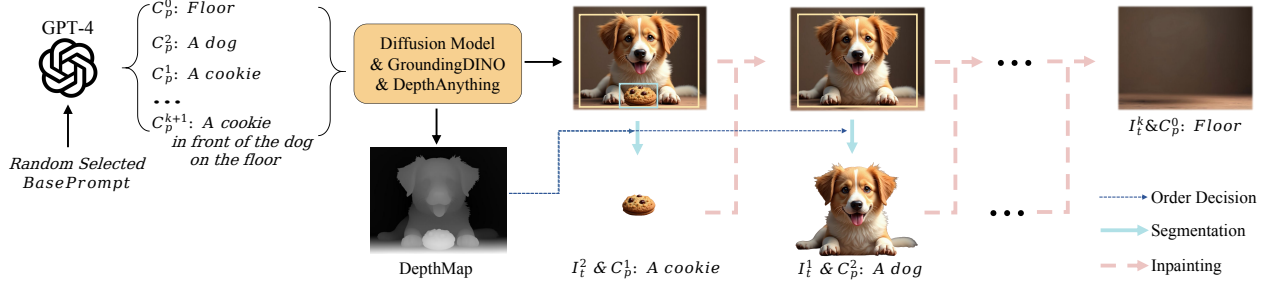 GPT-4
Random Selected
BasePrompt
C_p^0: Floor
C_p^2: A dog
C_p^1: A cookie
...
C_p^{k+1}: A cookie
in front of the dog
on the floor
Diffusion Model
& GroundingDINO
& DepthAnything
DepthMap
I_t^2 & C_p^1: A cookie
I_t^1 & C_p^2: A dog
...
...
I_t^k&C_p^0: Floor
Order Decision
Segmentation
Inpainting